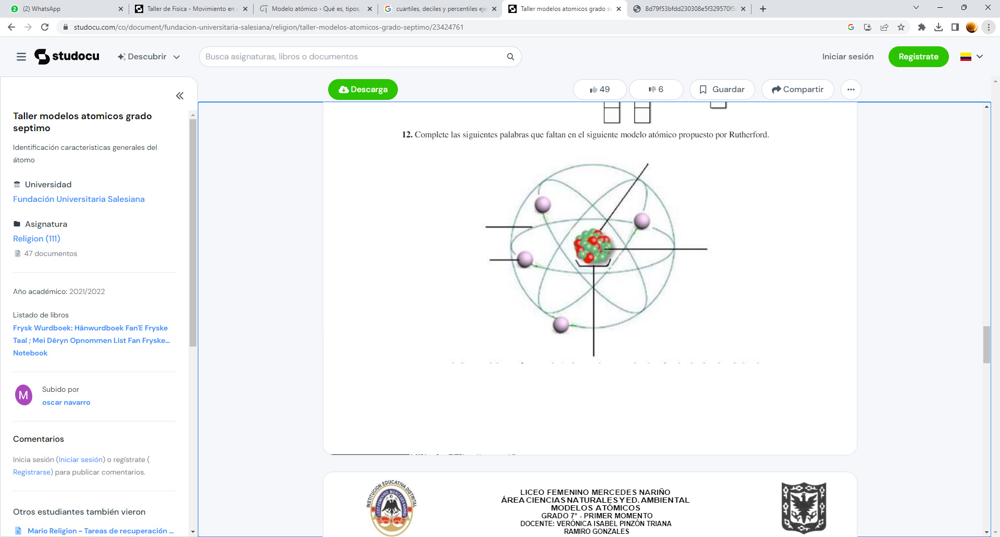 (2) WhatsApp
Taller de Fisica - Movimiento en
Modelo atómico - Qué es, tipos,
cuartiles, deciles y percentiles eje
Taller modelos atomicos grado se
8d79f53bfdd230308e5f329570f5
studocu.com/co/document/fundacion-universitaria-salesiana/religion/taller-modelos-atomicos-grado-septimo/23424761
studocu
Descubrir
Busca asignaturas, libros o documentos
Iniciar sesión
Registrate
Descarga
49
6
Guardar
Compartir
Taller modelos atomicos grado
septimo
Identificación caracteristicas generales del
átomo
Universidad
Fundación Universitaria Salesiana
Asignatura
Religion (111)
47 documentos
Año académico: 2021/2022
Listado de libros
Frysk Wurdboek: Hânwurdboek Fan'E Fryske
Taal ; Mei Dêryn Opnommen List Fan Fryske...
Notebook
M
Subido por
oscar navarro
Comentarios
Inicia sesión (Iniciar sesión) o regístrate (
Registrarse) para publicar comentarios.
Otros estudiantes también vieron
Mario Religion - Tareas de recuperación ...
12. Complete las siguientes palabras que faltan en el siguiente modelo atómico propuesto por Rutherford.
INSTITUCION EDUCATIVA DISTRITAL
LICEO FEMENINO MERCEDES NARIÑO
LICEO FEMENINO MERCEDES NARIÑO
ÁREA CIENCIAS NATURALES Y ED. AMBIENTAL
MODELOS ATÓMICOS
GRADO 7° - PRIMER MOMENTO
DOCENTE: VERÓNICA ISABEL PINZÓN TRIANA
RAMIRO GONZALES